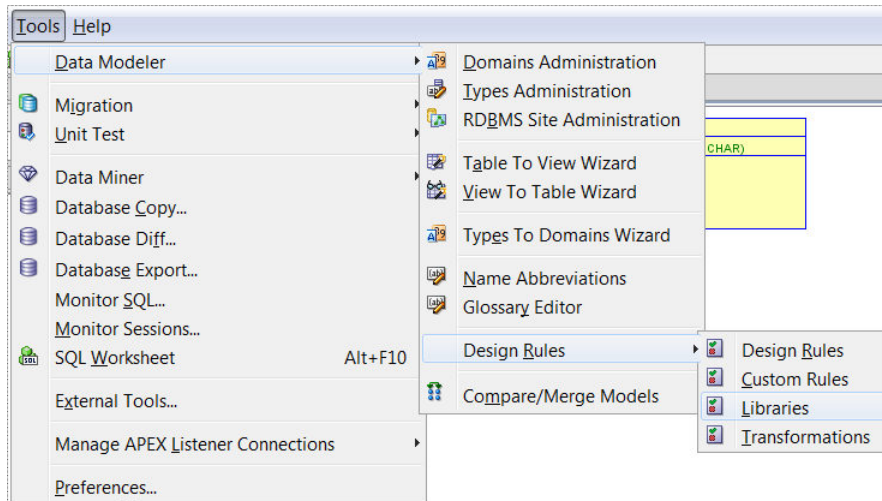 Tools Help
Data Modeler
Migration
Unit Test
Data Miner
Database Copy...
Database Diff...
Database Export...
Monitor SQL...
Monitor Sessions...
SQL Worksheet Alt+F10
External Tools...
Manage APEX Listener Connections
Preferences...
Domains Administration
Types Administration
RDBMS Site Administration
Table To View Wizard
View To Table Wizard
Types To Domains Wizard
Name Abbreviations
Glossary Editor
Design Rules
Compare/Merge Models
Design Rules
Custom Rules
Libraries
Transformations
CHAR)